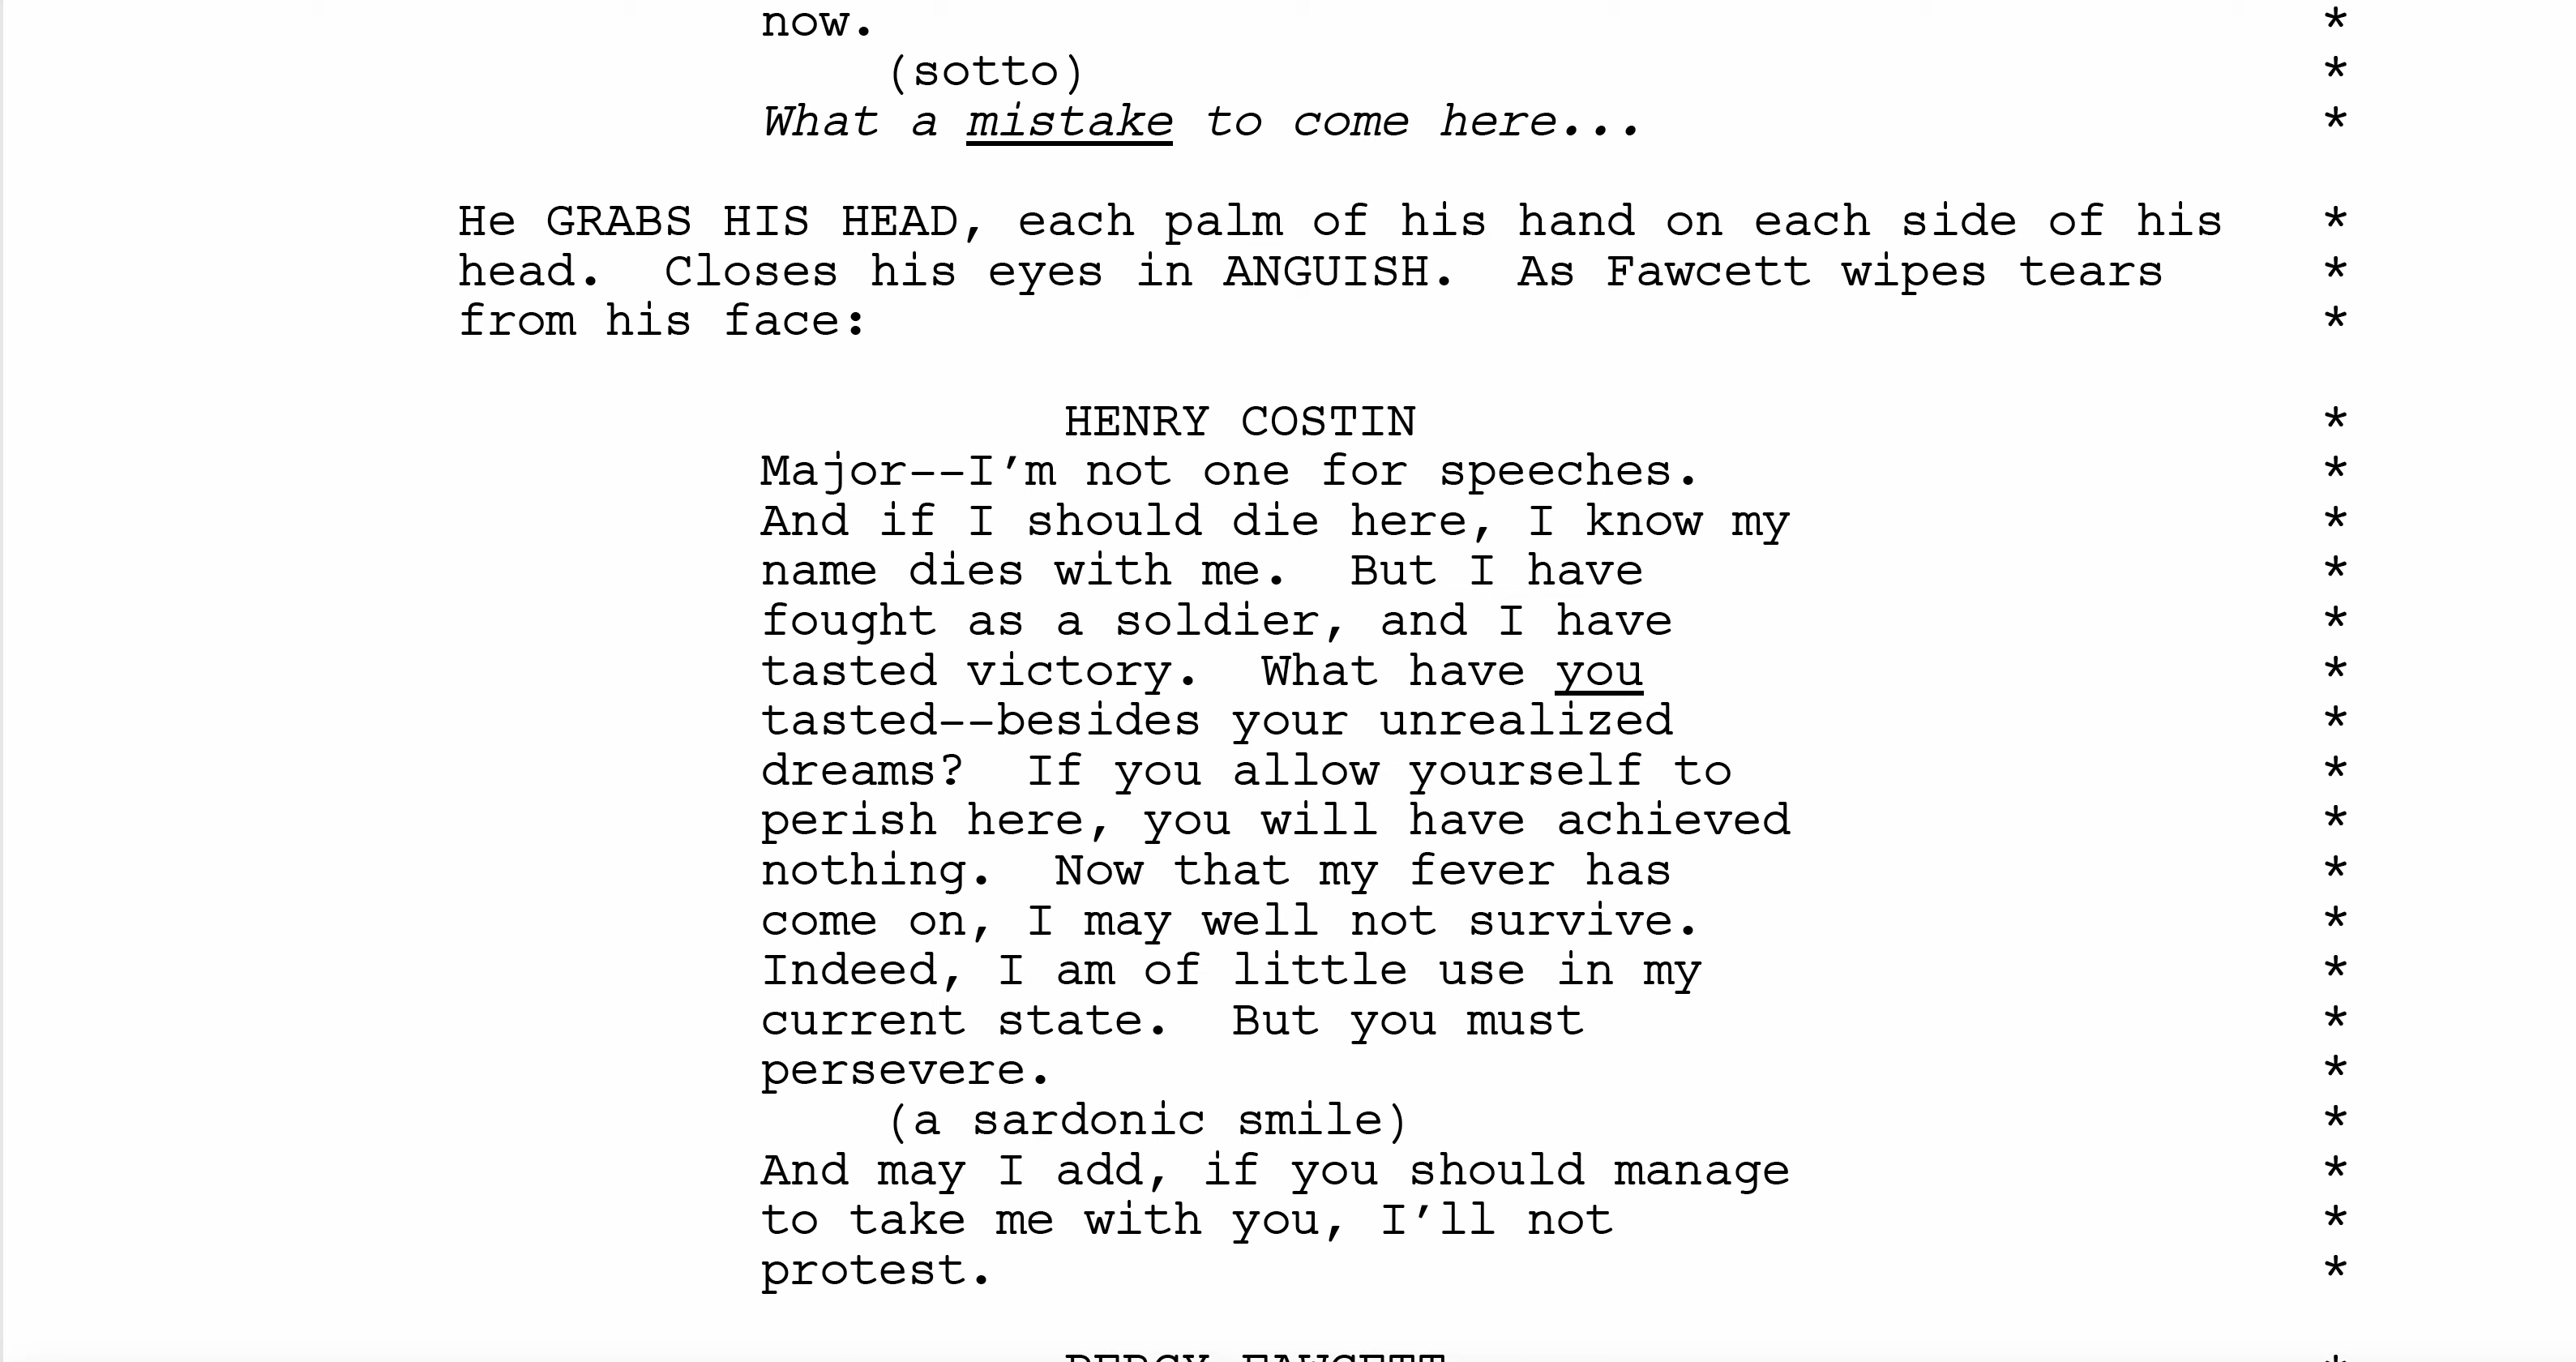 now. *
(sotto) *
What a mistake to come here... *
He GRABS HIS HEAD, each palm of his hand on each side of his *
head.  Closes his eyes in ANGUISH.  As Fawcett wipes tears *
from his face: *
HENRY COSTIN *
Major--I’m not one for speeches. *
And if I should die here, I know my *
name dies with me.  But I have *
fought as a soldier, and I have *
tasted victory.  What have you *
tasted--besides your unrealized *
dreams?  If you allow yourself to *
perish here, you will have achieved *
nothing.  Now that my fever has *
come on, I may well not survive. *
Indeed, I am of little use in my *
current state.  But you must *
persevere. *
(a sardonic smile) *
And may I add, if you should manage *
to take me with you, I’ll not *
protest. *
PERCY FAWCETT *